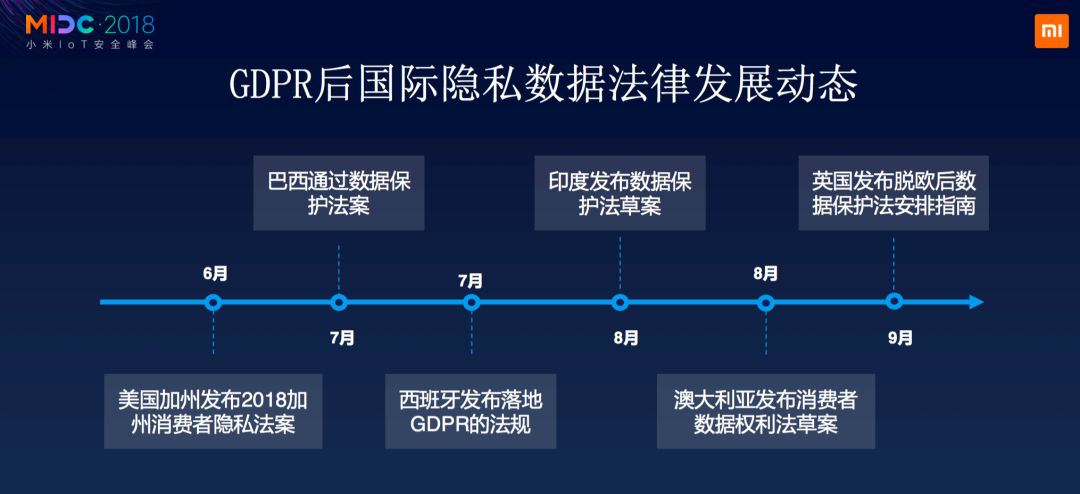 MIDC·2018
小米IoT安全峰会
mi
GDPR后国际隐私数据法律发展动态
巴西通过数据保
护法案
印度发布数据保
护法草案
英国发布脱欧后数
据保护法安排指南
6月
7月
7月
8月
8月
9月
美国加州发布2018加
州消费者隐私法案
西班牙发布落地
GDPR的法规
澳大利亚发布消费者
数据权利法草案